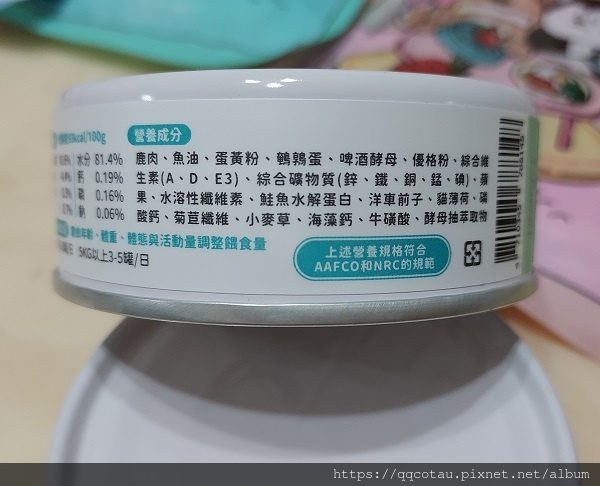 kcal/100g
營養成分
水分 81.4%
鈣 0.19%
磷 0.16%
鈉 0.06%
鹿肉、魚油、蛋黃粉、鵪鶉蛋、啤酒酵母、優格粉、綜合維
生素(A、D、E3)、綜合礦物質(鋅、鐵、銅、錳、碘)、蘋
果、水溶性纖維素、鮭魚水解蛋白、洋車前子、貓薄荷、磷
酸鈣、菊苣纖維、小麥草、海藻鈣、牛磺酸、酵母抽萃取物
體重、體態與活動量調整餵食量
5KG以上3-5罐/日
上述營養規格符合
AAFCO和NRC的規範
https://qqcotau.pixnet.net/album